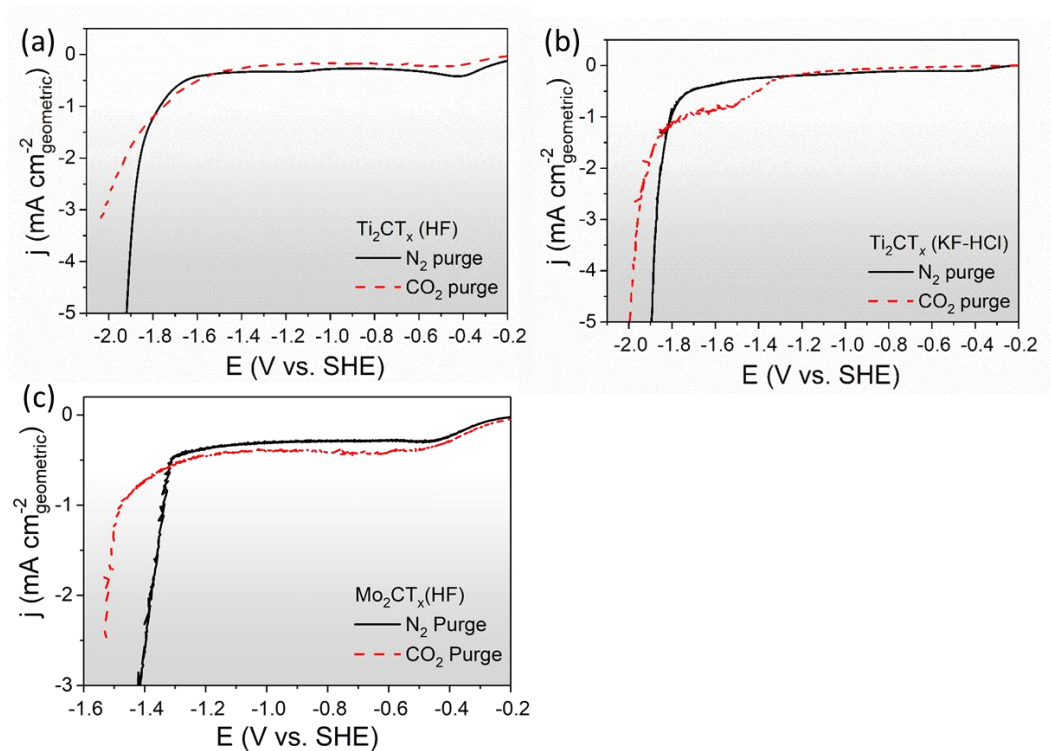 (a)
0
-1
-2
-3
-4
-5
j (mA cm⁻²geometric)
Ti₂CTₓ (HF)
N₂ purge
CO₂ purge
-2.0 -1.8 -1.6 -1.4 -1.2 -1.0 -0.8 -0.6 -0.4 -0.2
E (V vs. SHE)
(b)
0
-1
-2
-3
-4
-5
j (mA cm⁻²geometric)
Ti₂CTₓ (KF-HCl)
N₂ purge
CO₂ purge
-2.0 -1.8 -1.6 -1.4 -1.2 -1.0 -0.8 -0.6 -0.4 -0.2
E (V vs. SHE)
(c)
0
-1
-2
-3
j (mA cm⁻²geometric)
Mo₂CTₓ(HF)
N₂ Purge
CO₂ Purge
-1.6 -1.4 -1.2 -1.0 -0.8 -0.6 -0.4 -0.2
E (V vs. SHE)